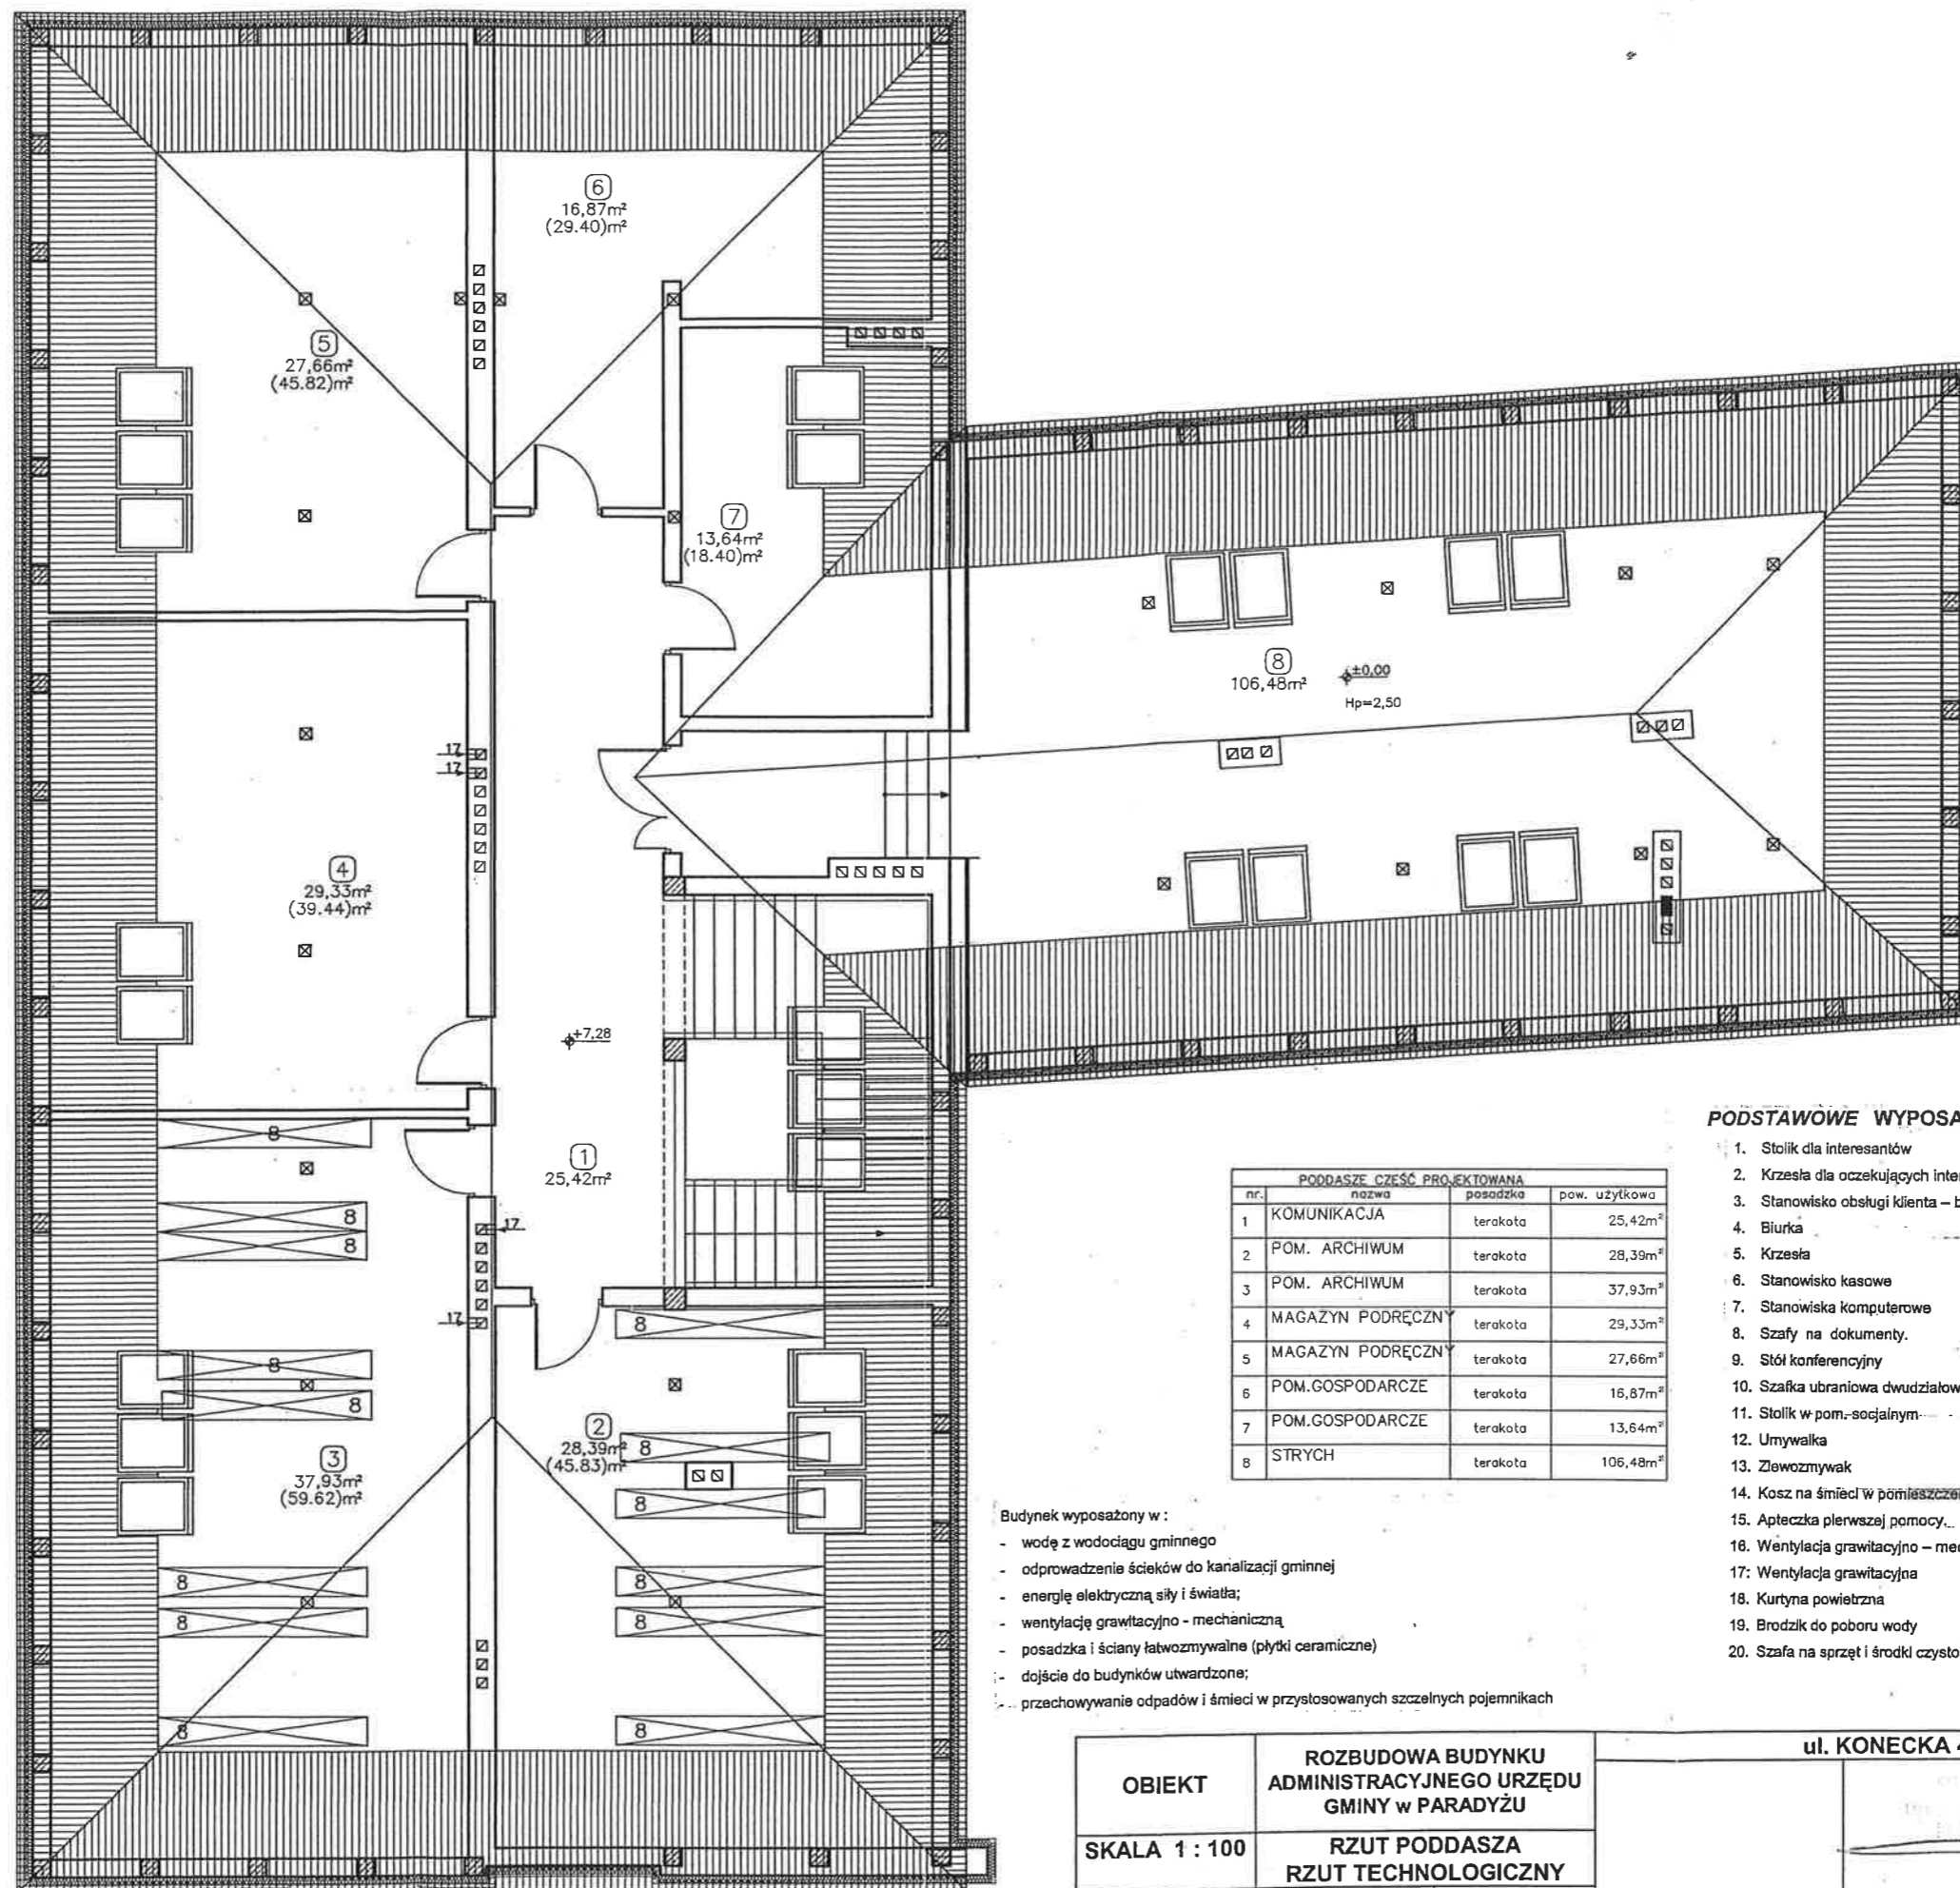 6
16,87m²
(29.40)m²
5
27,66m²
(45.82)m²
7
13,64m²
(18.40)m²
8
106,48m²
±0,00
Hp=2,50
17
17
4
29,33m²
(39.44)m²
+7,28
8
1
25,42m²
8
8
17
17
8
8
8
2
28,39m²
(45.83)m²
8
3
37,93m²
(59.62)m²
8
8
8
8
8
8
8
PODDASZE CZEŚĆ PROJEKTOWANA
nr. nazwa posadzka pow. użytkowa
1 KOMUNIKACJA terakota 25,42m²
2 POM. ARCHIWUM terakota 28,39m²
3 POM. ARCHIWUM terakota 37,93m²
4 MAGAZYN PODRĘCZNY terakota 29,33m²
5 MAGAZYN PODRĘCZNY terakota 27,66m²
6 POM.GOSPODARCZE terakota 16,87m²
7 POM.GOSPODARCZE terakota 13,64m²
8 STRYCH terakota 106,48m²
PODSTAWOWE WYPOSA
1. Stolik dla interesantów
2. Krzesła dla oczekujących inter
3. Stanowisko obsługi klienta – b
4. Biurka
5. Krzesła
6. Stanowisko kasowe
7. Stanowiska komputerowe
8. Szafy na dokumenty.
9. Stół konferencyjny
10. Szafka ubraniowa dwudziałow
11. Stolik w pom. socjalnym
12. Umywalka
13. Zlewozmywak
14. Kosz na śmieci w pomieszczen
15. Apteczka pierwszej pomocy.
16. Wentylacja grawitacyjno – med
17: Wentylacja grawitacyjna
18. Kurtyna powietrzna
19. Brodzik do poboru wody
20. Szafa na sprzęt i środki czysto
Budynek wyposażony w :
- wodę z wodociągu gminnego
- odprowadzenie ścieków do kanalizacji gminnej
- energię elektryczną siły i światła;
- wentylację grawitacyjno - mechaniczną
- posadzka i ściany łatwozmywalne (płytki ceramiczne)
- dojście do budynków utwardzone;
- przechowywanie odpadów i śmieci w przystosowanych szczelnych pojemnikach
OBIEKT
ROZBUDOWA BUDYNKU
ADMINISTRACYJNEGO URZĘDU
GMINY w PARADYŻU
ul. KONECKA 4
SKALA 1 : 100
RZUT PODDASZA
RZUT TECHNOLOGICZNY